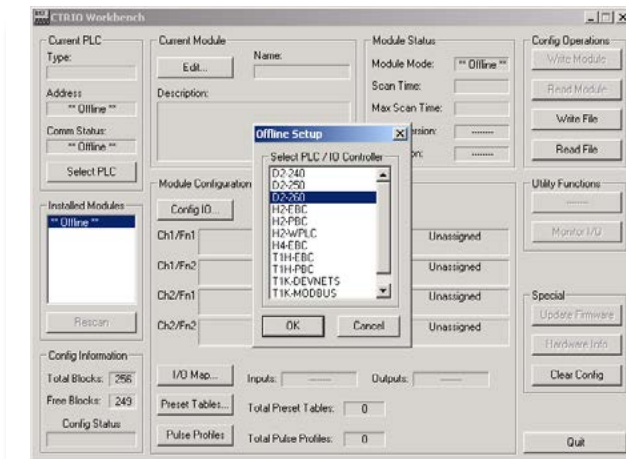 CTRIO Workbench
Current PLC
Type:
Address
** Offline **
Comm Status:
** Offline **
Select PLC
Installed Modules
** Offline **
Rescan
Config Information
Total Blocks: 256
Free Blocks: 249
Config Status
Current Module
Edit...
Name:
Description:
Module Status
Module Mode: ** Offline **
Scan Time:
Max Scan Time:
ersion: --------
on: --------
Config Operations
Write Module
Read Module
Write File
Read File
Utility Functions
--------
Monitor I/O
Special
Update Firmware
Hardware Info
Clear Config
Quit
Module Configuration
Config IO...
Ch1/Fn1
Unassigned
Ch1/Fn2
Unassigned
Ch2/Fn1
Unassigned
Ch2/Fn2
Unassigned
I/O Map...
Inputs: --------
Outputs: --------
Preset Tables...
Total Preset Tables: 0
Pulse Profiles
Total Pulse Profiles: 0
Offline Setup
Select PLC / IO Controller
D2-240
D2-250
D2-260
H2-EBC
H2-PBC
H2-WPLC
H4-EBC
T1H-EBC
T1H-PBC
T1K-DEVNETS
T1K-MODBUS
OK
Cancel